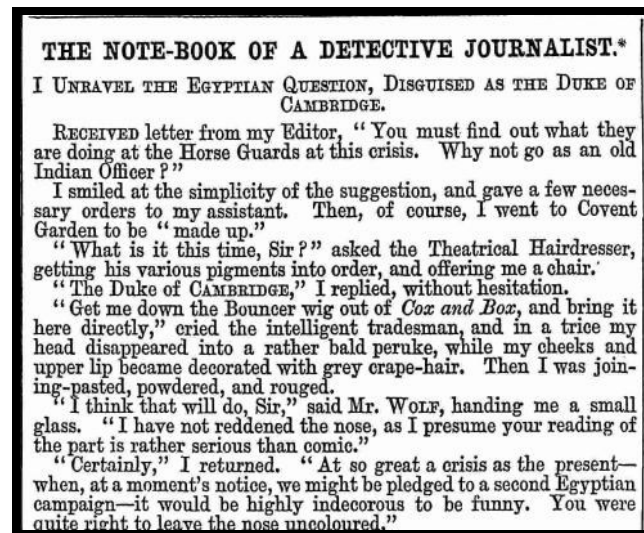 THE NOTE-BOOK OF A DETECTIVE JOURNALIST.*
I UNRAVEL THE EGYPTIAN QUESTION, DISGUISED AS THE DUKE OF
CAMBRIDGE.
RECEIVED letter from my Editor, "You must find out what they
are doing at the Horse Guards at this crisis. Why not go as an old
Indian Officer?"
I smiled at the simplicity of the suggestion, and gave a few neces-
sary orders to my assistant. Then, of course, I went to Covent
Garden to be "made up."
"What is it this time, Sir?" asked the Theatrical Hairdresser,
getting his various pigments into order, and offering me a chair.
"The Duke of CAMBRIDGE," I replied, without hesitation.
"Get me down the Bouncer wig out of Cox and Box, and bring it
here directly," cried the intelligent tradesman, and in a trice my
head disappeared into a rather bald peruke, while my cheeks and
upper lip became decorated with grey crape-hair. Then I was join-
ing-pasted, powdered, and rouged.
"I think that will do, Sir," said Mr. WOLF, handing me a small
glass. "I have not reddened the nose, as I presume your reading of
the part is rather serious than comic."
"Certainly," I returned. "At so great a crisis as the present—
when, at a moment's notice, we might be pledged to a second Egyptian
campaign—it would be highly indecorous to be funny. You were
quite right to leave the nose uncoloured."